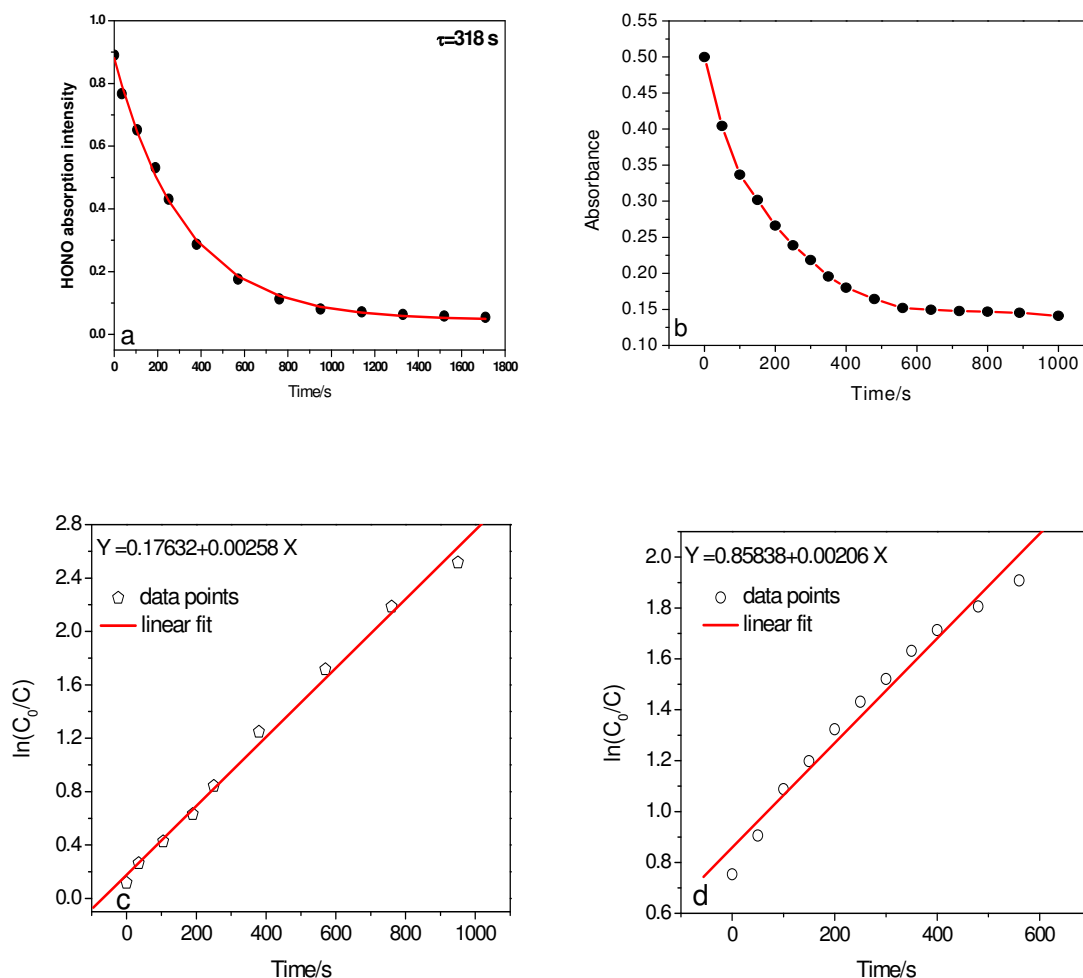 τ=318 s
HONO absorption intensity
1.0
0.8
0.6
0.4
0.2
0.0
a
0 200 400 600 800 1000 1200 1400 1600 1800
Time/s
Absorbance
0.55
0.50
0.45
0.40
0.35
0.30
0.25
0.20
0.15
0.10
b
0 200 400 600 800 1000
Time/s
Y =0.17632+0.00258 X
data points
linear fit
ln(C₀/C)
2.8
2.4
2.0
1.6
1.2
0.8
0.4
0.0
c
0 200 400 600 800 1000
Time/s
Y =0.85838+0.00206 X
data points
linear fit
ln(C₀/C)
2.0
1.8
1.6
1.4
1.2
1.0
0.8
0.6
d
0 200 400 600
Time/s